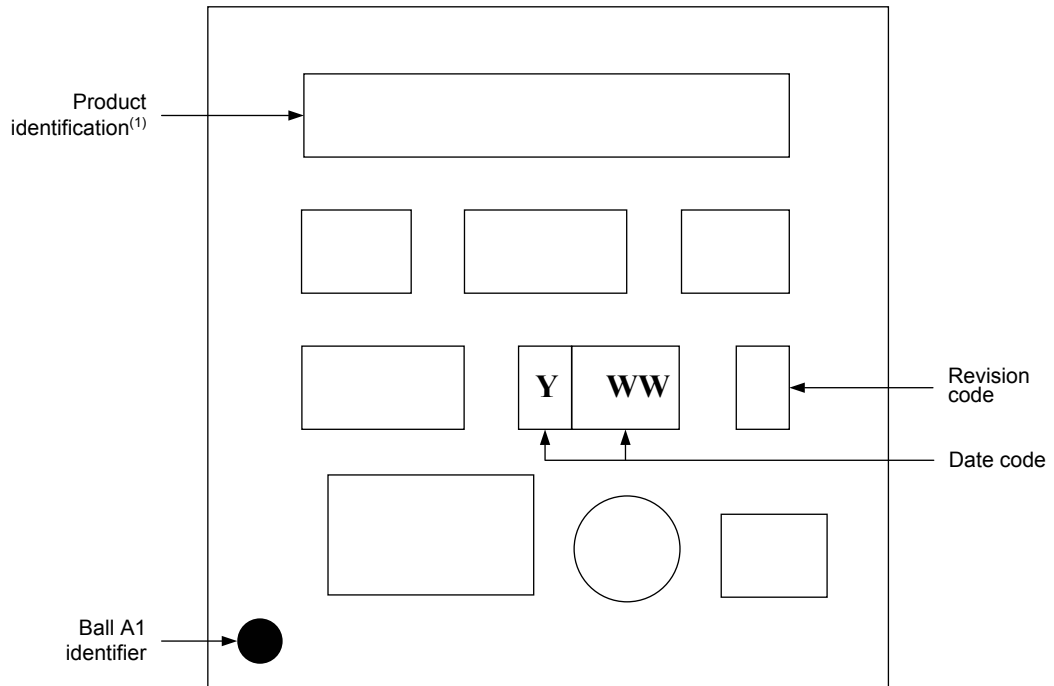 Product
identification(1)
Y WW
Revision
code
Date code
Ball A1
identifier